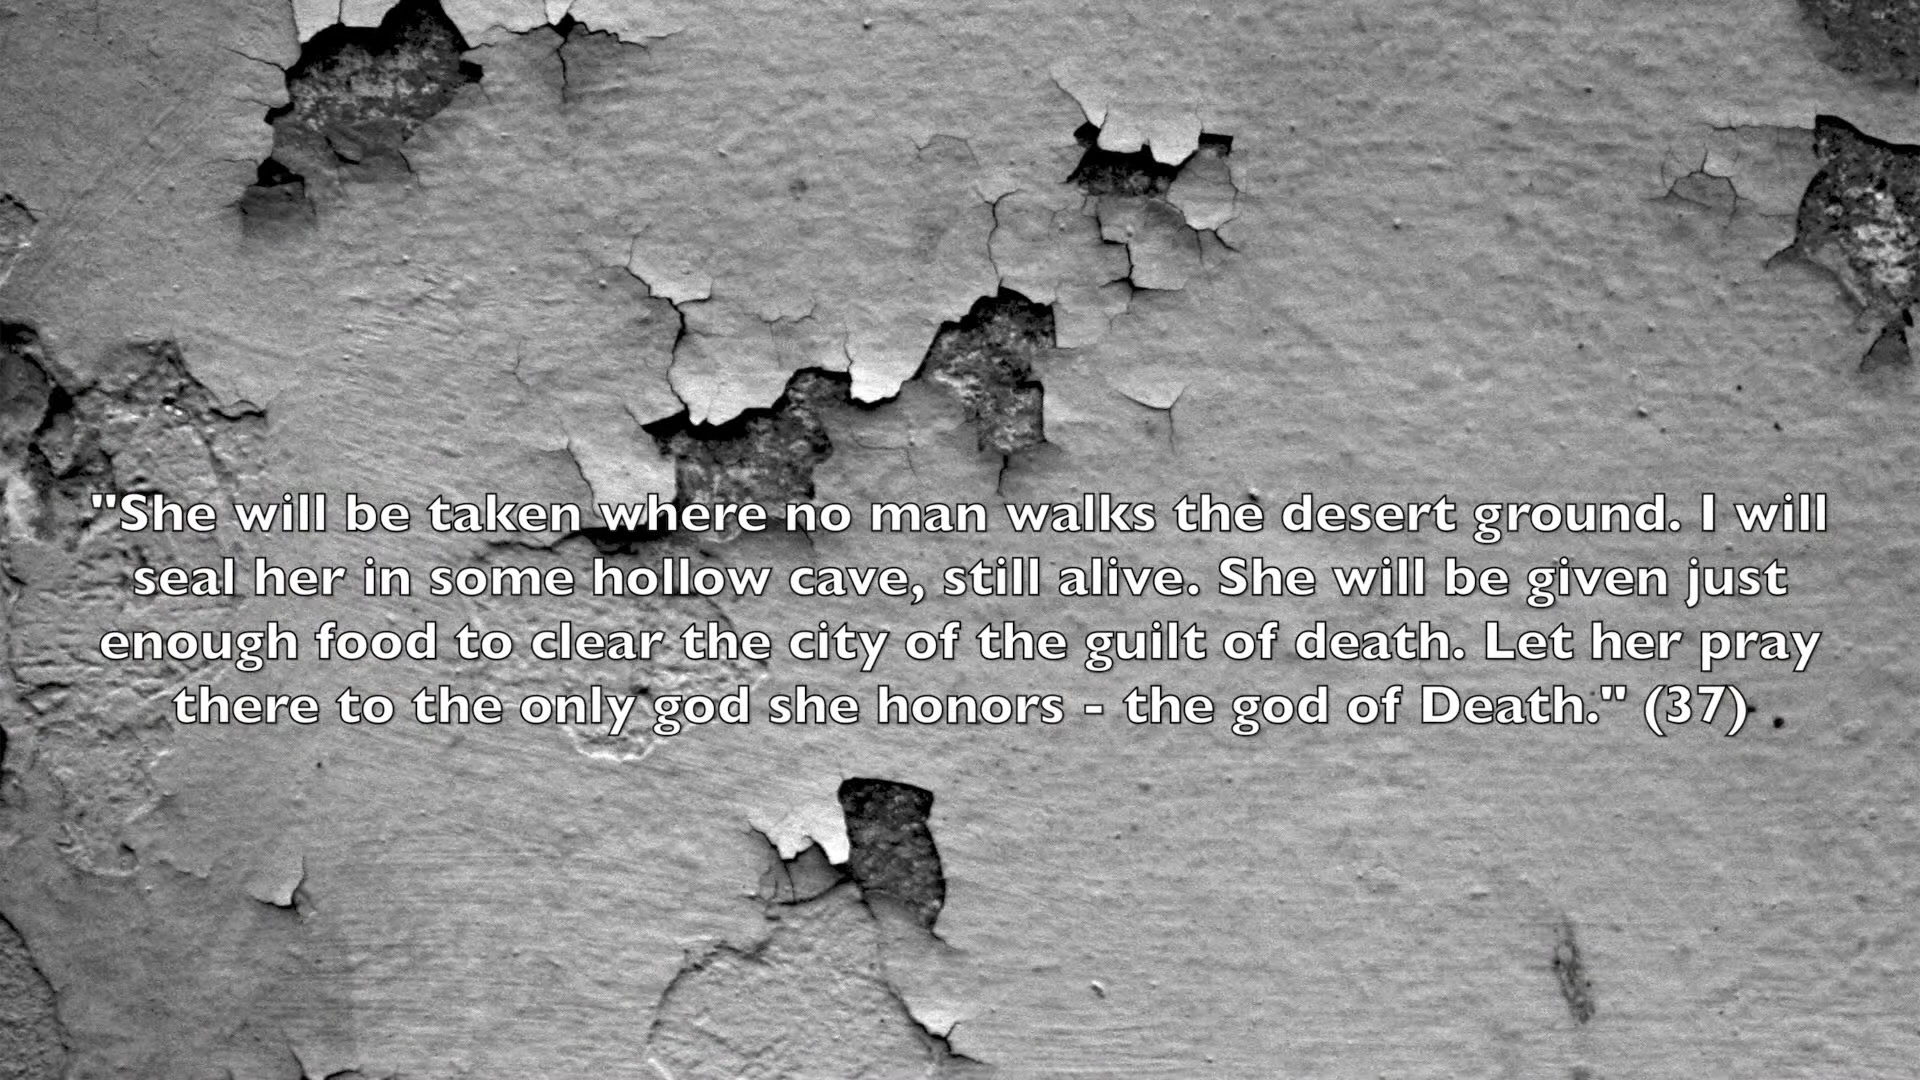 "She will be taken where no man walks the desert ground. I will
seal her in some hollow cave, still alive. She will be given just
enough food to clear the city of the guilt of death. Let her pray
there to the only god she honors - the god of Death." (37)